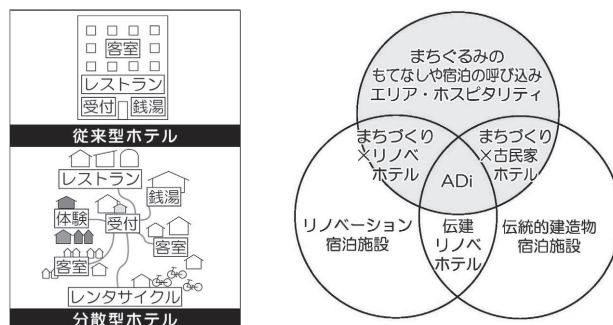 客室
レストラン
受付
銭湯
従来型ホテル
レストラン
銭湯
体験
受付
客室
客室
レンタサイクル
分散型ホテル
まちぐるみの
もてなしや宿泊の呼び込み
エリア・ホスピタリティ
まちづくり
×リノベ
ホテル
まちづくり
×古民家
ホテル
ADi
リノベーション
宿泊施設
伝建
リノベ
ホテル
伝統的建造物
宿泊施設